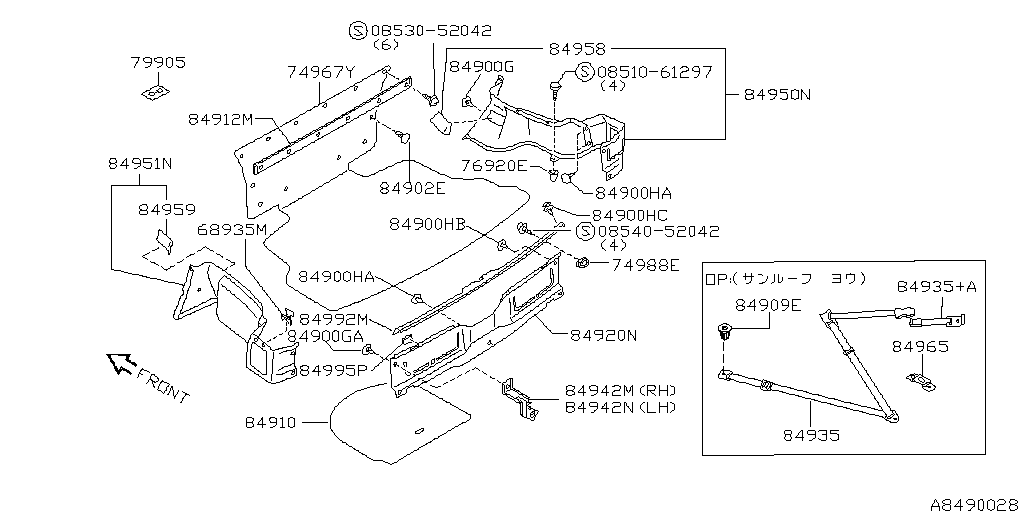 Ⓢ08530-52042
(6)
84958
79905
74967Y
84900G
Ⓢ08510-61297
(4)
84950N
84912M
84951N
76920E
84902E
84900HA
84959
84900HB
84900HC
68935M
Ⓢ08540-52042
(4)
74988E
84900HA
OP:(サンルーフ ヨウ)
84935+A
84909E
84992M
84920N
84900GA
84965
84995P
FRONT
84942M(RH)
84942N(LH)
84910
84935
A8490028